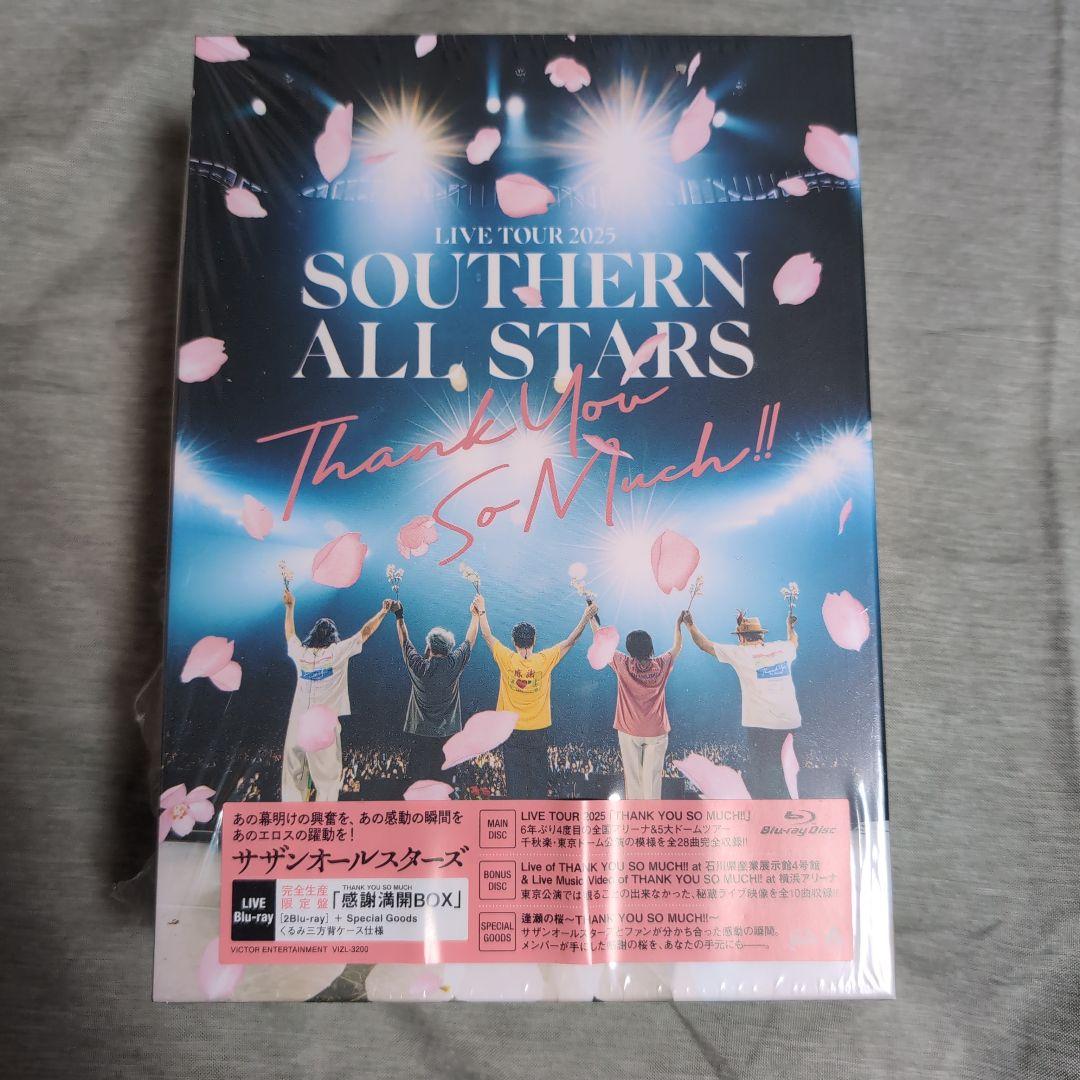 LIVE TOUR 2025
SOUTHERN
ALL STARS
Thank You
So Much!!
感謝
あの幕明けの興奮を、あの感動の瞬間を
あのエロスの躍動を!
サザンオールスターズ
LIVE
Blu-ray
完全生産
限定盤
THANK YOU SO MUCH
「感謝満開BOX」
[2Blu-ray] + Special Goods
くるみ三方背ケース仕様
VICTOR ENTERTAINMENT VIZL-3200
MAIN
DISC
LIVE TOUR 2025「THANK YOU SO MUCH!!」
6年ぶり4度目の全国アリーナ&5大ドームツアー
千秋楽・東京ドーム公演の模様を全28曲完全収録!!
Blu-ray Disc
BONUS
DISC
Live of THANK YOU SO MUCH!! at 石川県産業展示館4号館
& Live Music Video of THANK YOU SO MUCH!! at 横浜アリーナ
東京公演では観ることの出来なかった、秘蔵ライブ映像を全10曲収録!!
SPECIAL
GOODS
逢瀬の桜～THANK YOU SO MUCH!!～
サザンオールスターズとファンが分かち合った感動の瞬間。
メンバーが手にした感謝の桜を、あなたの手元にも――。